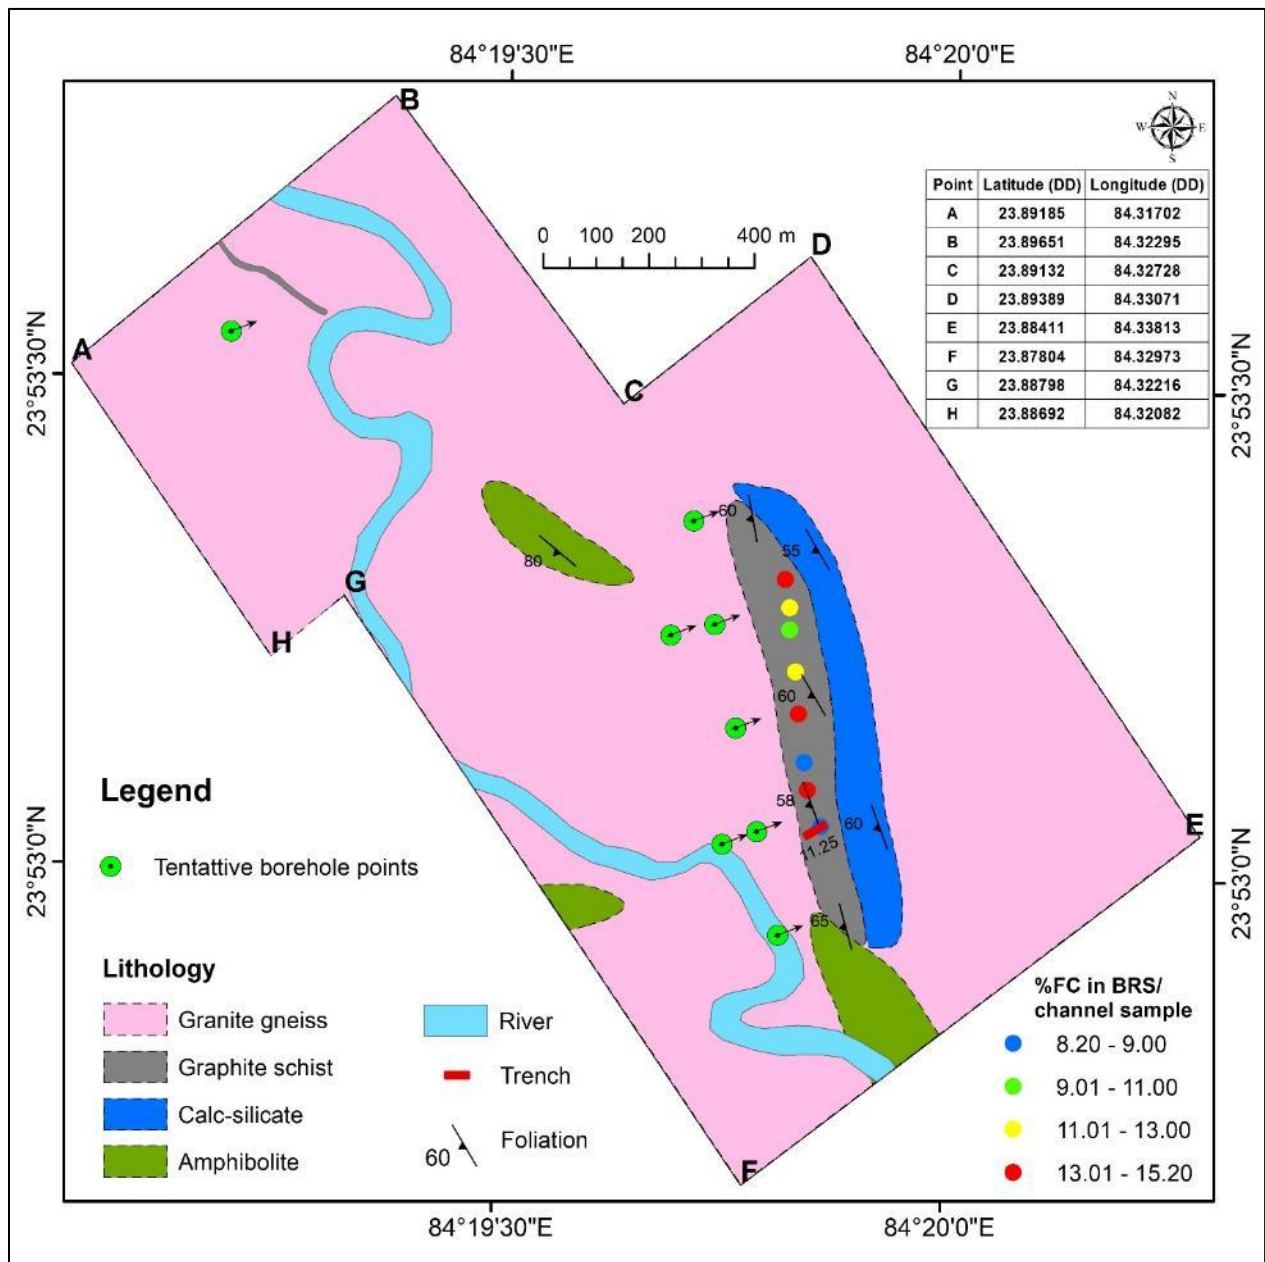 84°19'30"E 84°20'0"E
B
N
W E
S
Point Latitude (DD) Longitude (DD)
A 23.89185 84.31702
B 23.89651 84.32295
C 23.89132 84.32728
D 23.89389 84.33071
E 23.88411 84.33813
F 23.87804 84.32973
G 23.88798 84.32216
H 23.88692 84.32082
0 100 200 400 m
D
A
C
23°53'30"N
23°53'30"N
60
55
80
G
H
60
58
60
11.25
E
65
23°53'0"N
23°53'0"N
Legend
Tentattive borehole points
Lithology
Granite gneiss
Graphite schist
Calc-silicate
Amphibolite
River
Trench
60 Foliation
F
%FC in BRS/
channel sample
8.20 - 9.00
9.01 - 11.00
11.01 - 13.00
13.01 - 15.20
84°19'30"E 84°20'0"E